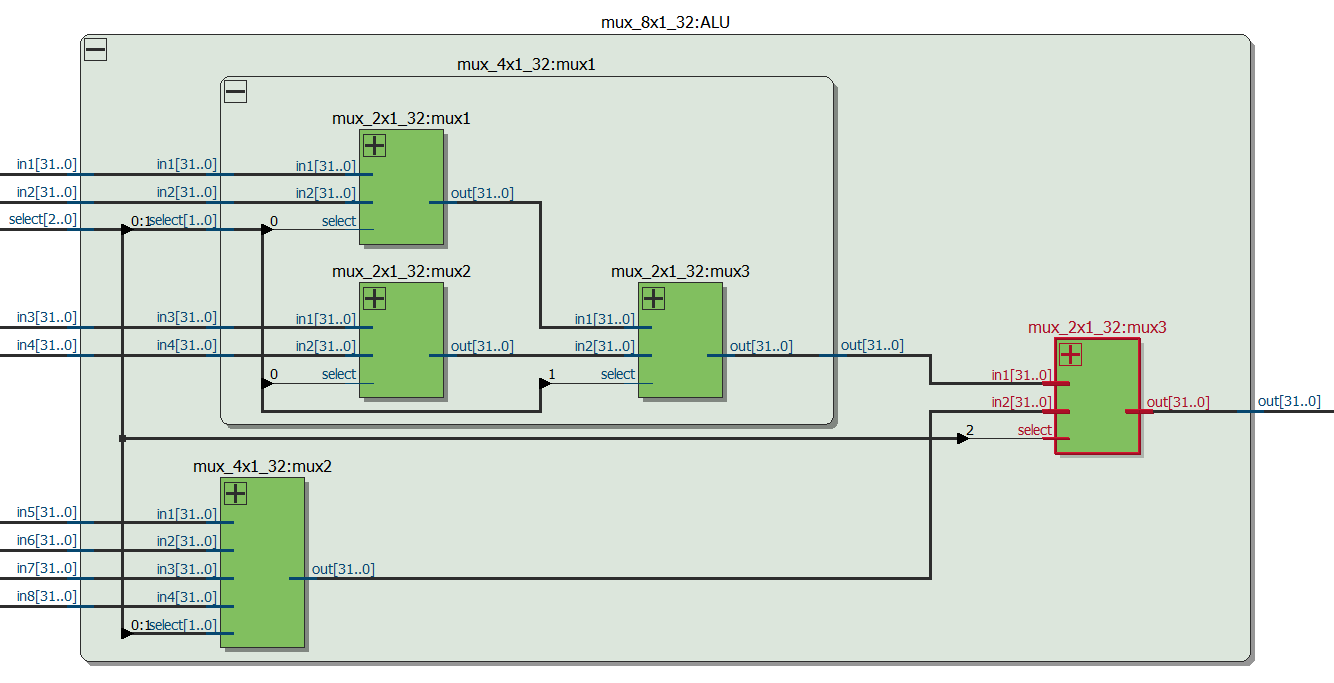 mux_8x1_32:ALU
mux_4x1_32:mux1
mux_2x1_32:mux1
in1[31..0] in1[31..0] in1[31..0]
in2[31..0] in2[31..0] in2[31..0] out[31..0]
select[2..0] 0:1 select[1..0] 0 select
mux_2x1_32:mux2 mux_2x1_32:mux3
in3[31..0] in3[31..0] in1[31..0] in1[31..0]
mux_2x1_32:mux3
in4[31..0] in4[31..0] in2[31..0] out[31..0] in2[31..0] out[31..0] out[31..0]
0 select 1 select in1[31..0]
in2[31..0] out[31..0] out[31..0]
2 select
mux_4x1_32:mux2
in5[31..0] in1[31..0]
in6[31..0] in2[31..0]
in7[31..0] in3[31..0] out[31..0]
in8[31..0] in4[31..0]
0:1 select[1..0]